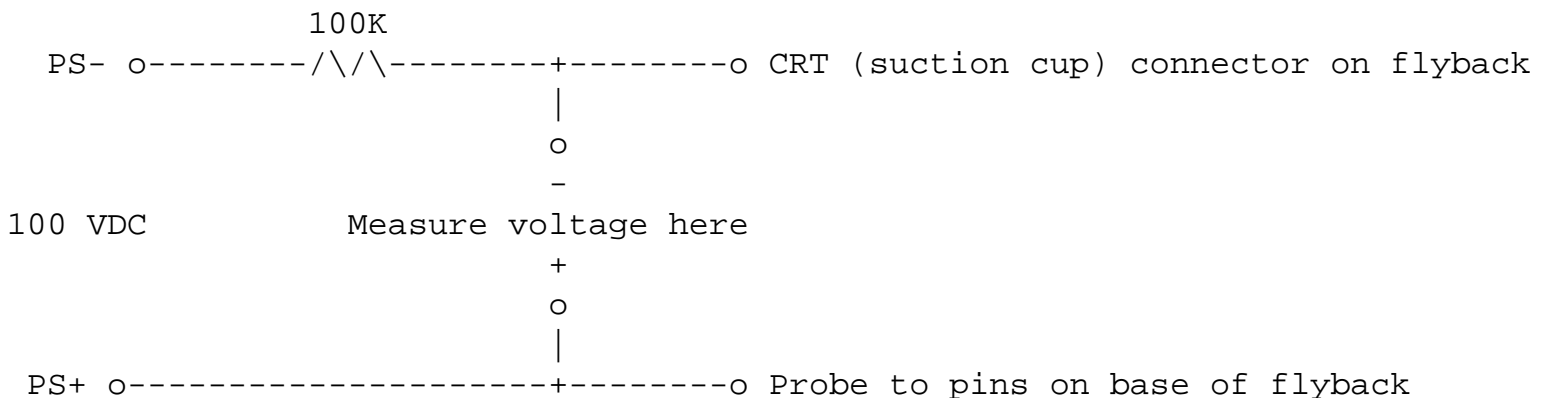 100K
PS- o--------/\/\--------+--------o CRT (suction cup) connector on flyback
|
o
-
100 VDC Measure voltage here
+
o
|
PS+ o---------------------+--------o Probe to pins on base of flyback